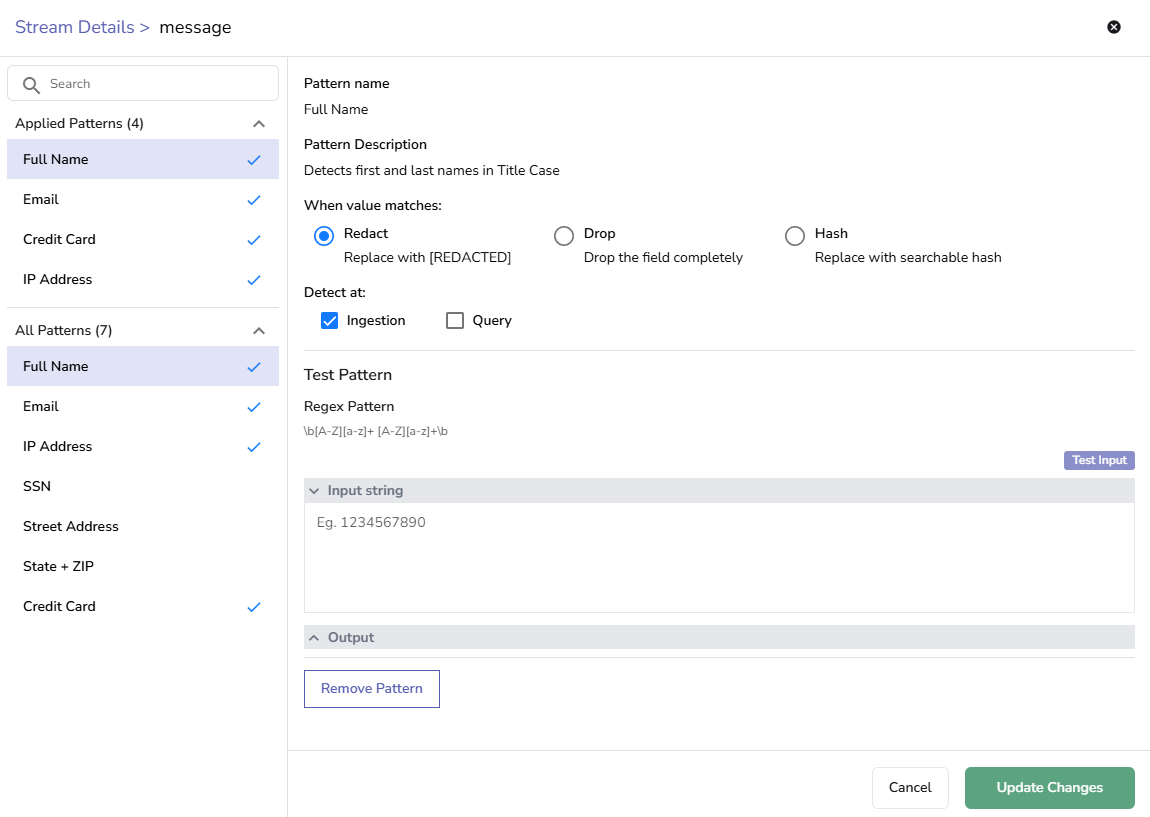 Stream Details > message
Search
Applied Patterns (4)
Full Name
Email
Credit Card
IP Address
All Patterns (7)
Full Name
Email
IP Address
SSN
Street Address
State + ZIP
Credit Card
Pattern name
Full Name
Pattern Description
Detects first and last names in Title Case
When value matches:
Redact
Replace with [REDACTED]
Drop
Drop the field completely
Hash
Replace with searchable hash
Detect at:
Ingestion
Query
Test Pattern
Regex Pattern
\b[A-Z][a-z]+ [A-Z][a-z]+\b
Test Input
Input string
Eg. 1234567890
Output
Remove Pattern
Cancel
Update Changes